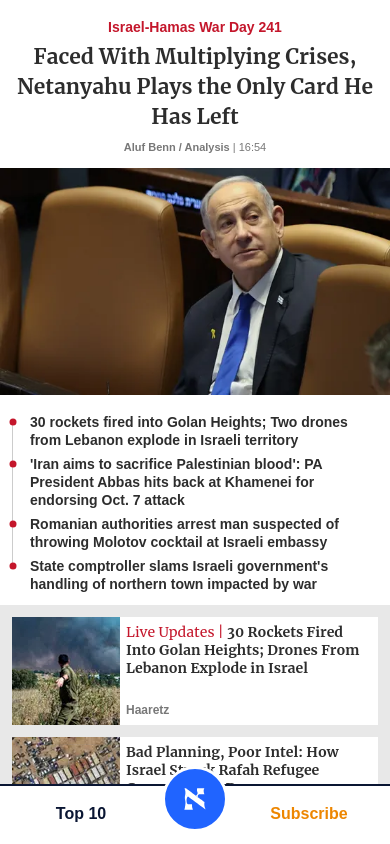 Israel-Hamas War Day 241
Faced With Multiplying Crises,
Netanyahu Plays the Only Card He
Has Left
Aluf Benn / Analysis | 16:54
30 rockets fired into Golan Heights; Two drones
from Lebanon explode in Israeli territory
'Iran aims to sacrifice Palestinian blood': PA
President Abbas hits back at Khamenei for
endorsing Oct. 7 attack
Romanian authorities arrest man suspected of
throwing Molotov cocktail at Israeli embassy
State comptroller slams Israeli government's
handling of northern town impacted by war
Live Updates | 30 Rockets Fired
Into Golan Heights; Drones From
Lebanon Explode in Israel
Haaretz
Bad Planning, Poor Intel: How
Israel Rafah Refugee
Top 10
א
Subscribe